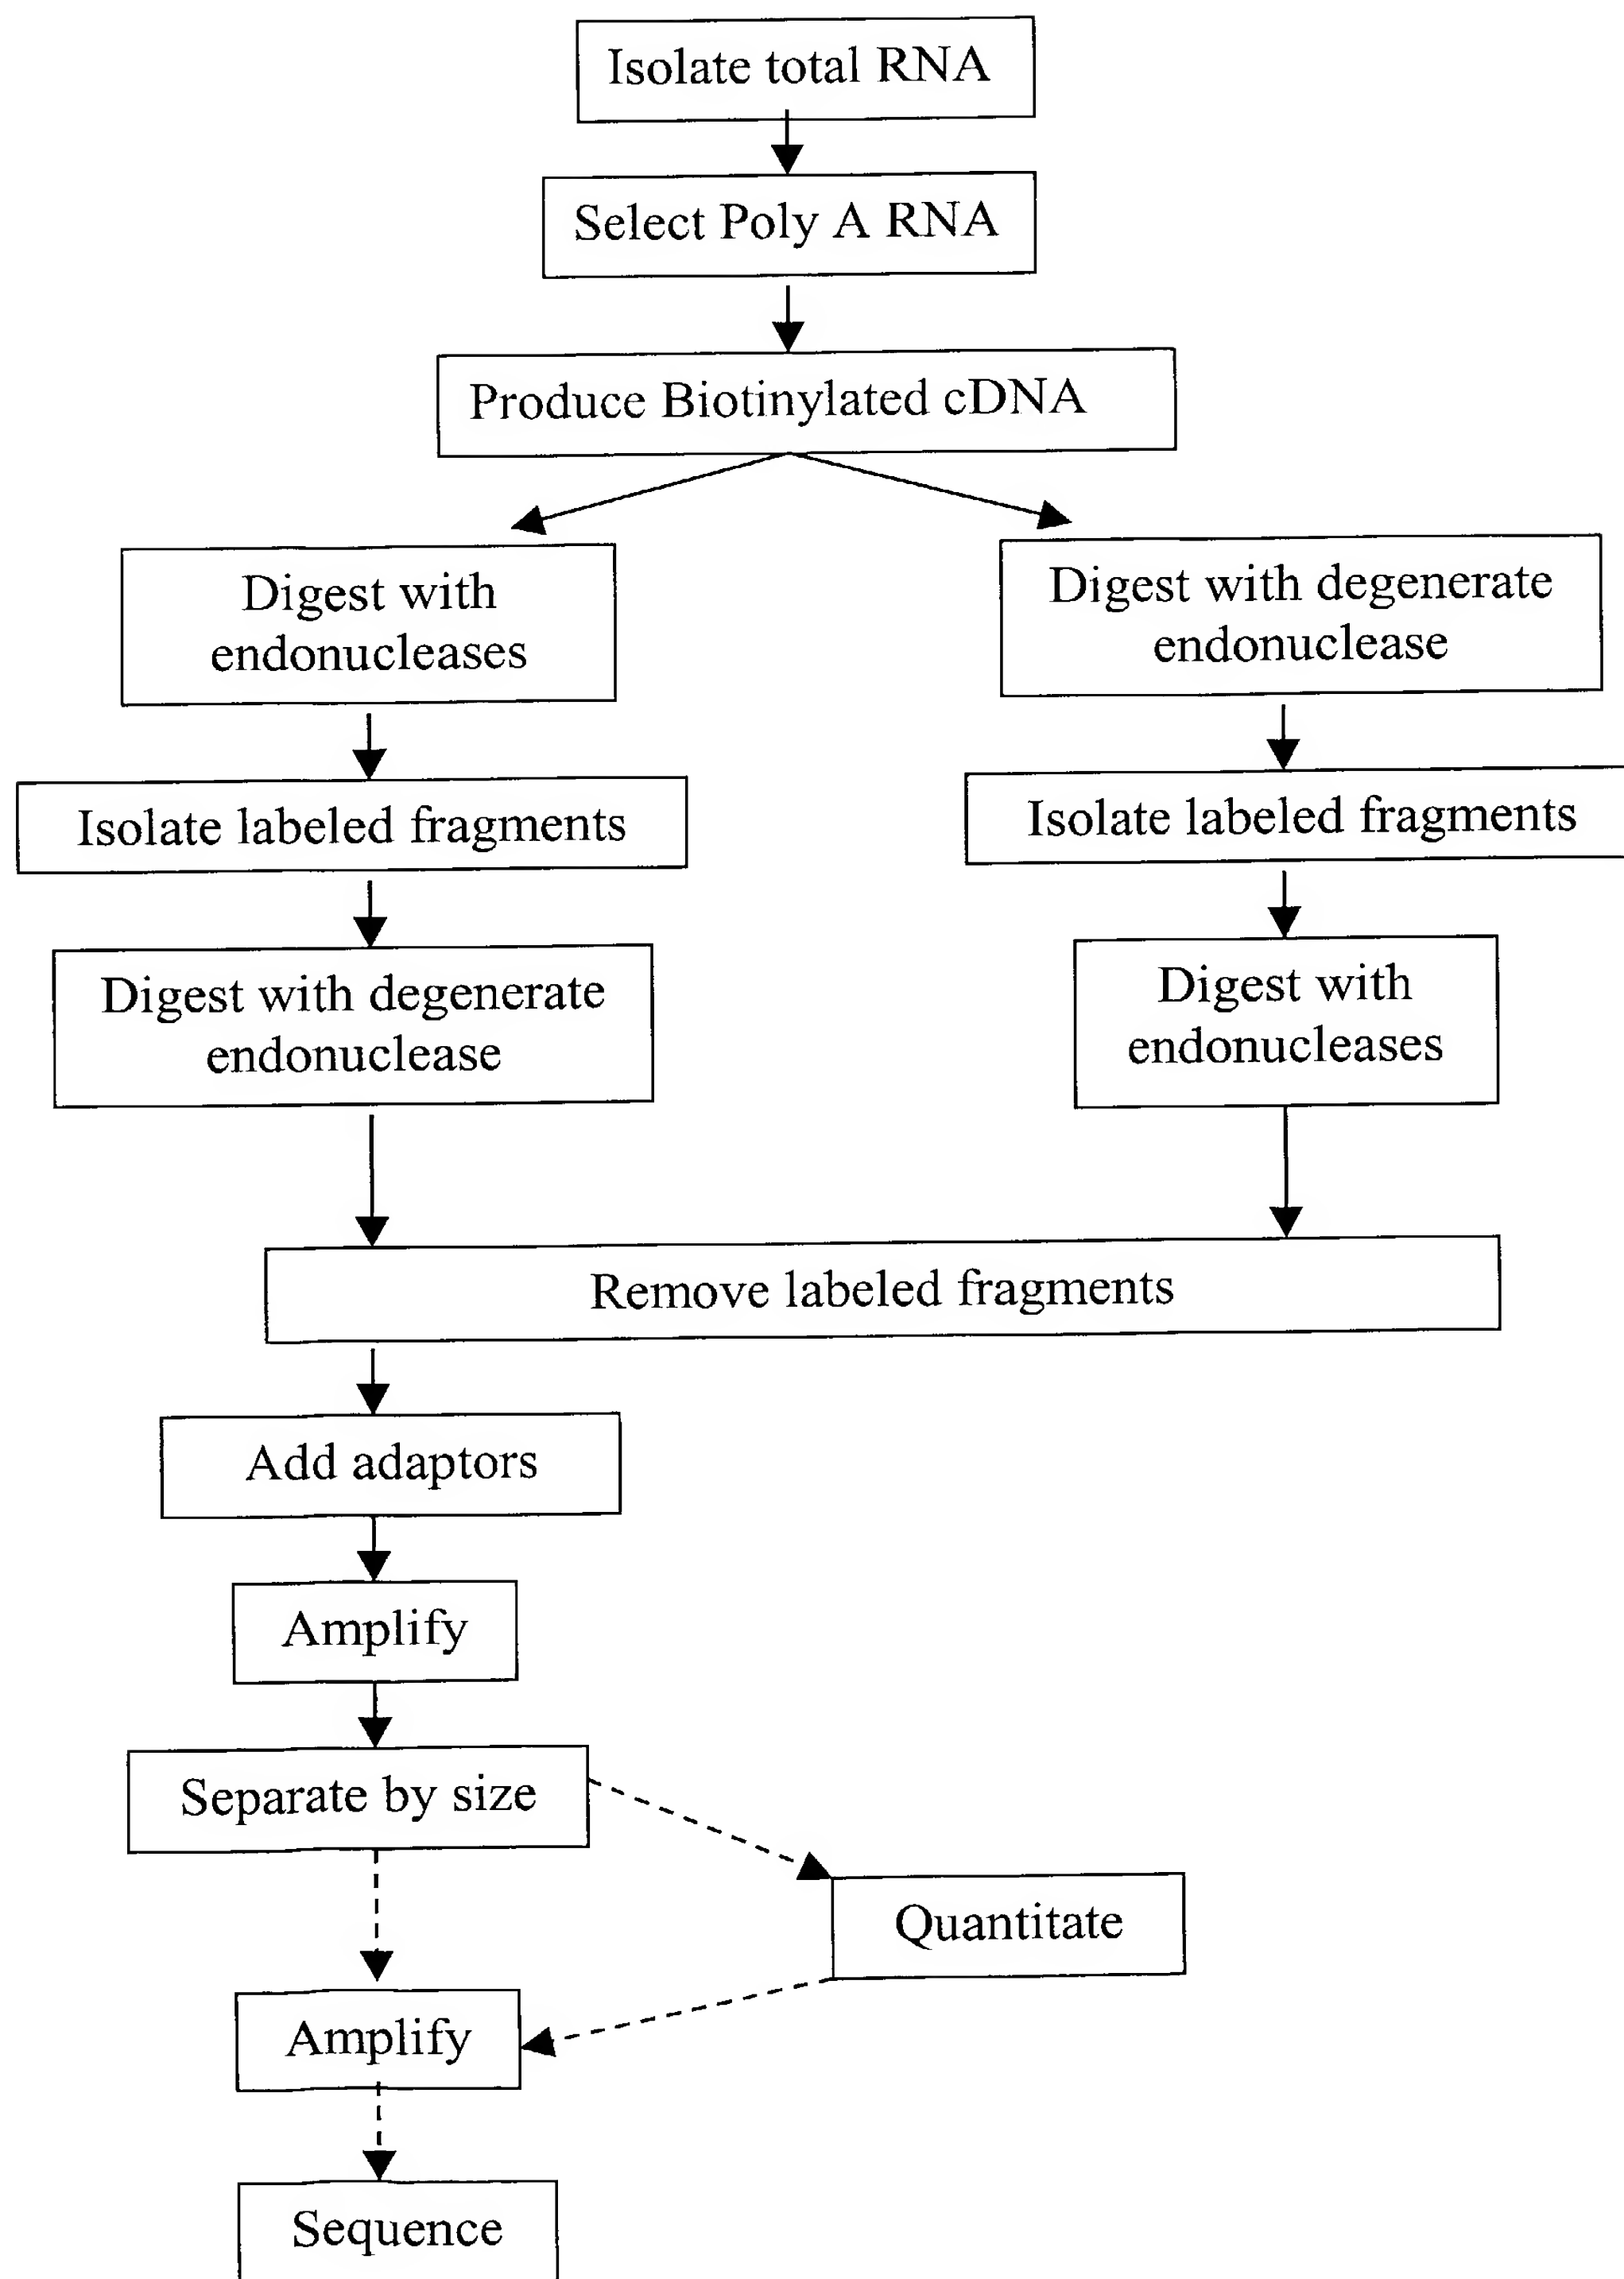 Isolate total RNA
Select Poly A RNA
Produce Biotinylated cDNA
Digest with
endonucleases
Digest with degenerate
endonuclease
Isolate labeled fragments
Isolate labeled fragments
Digest with degenerate
endonuclease
Digest with
endonucleases
Remove labeled fragments
Add adaptors
Amplify
Separate by size
Quantitate
Amplify
Sequence